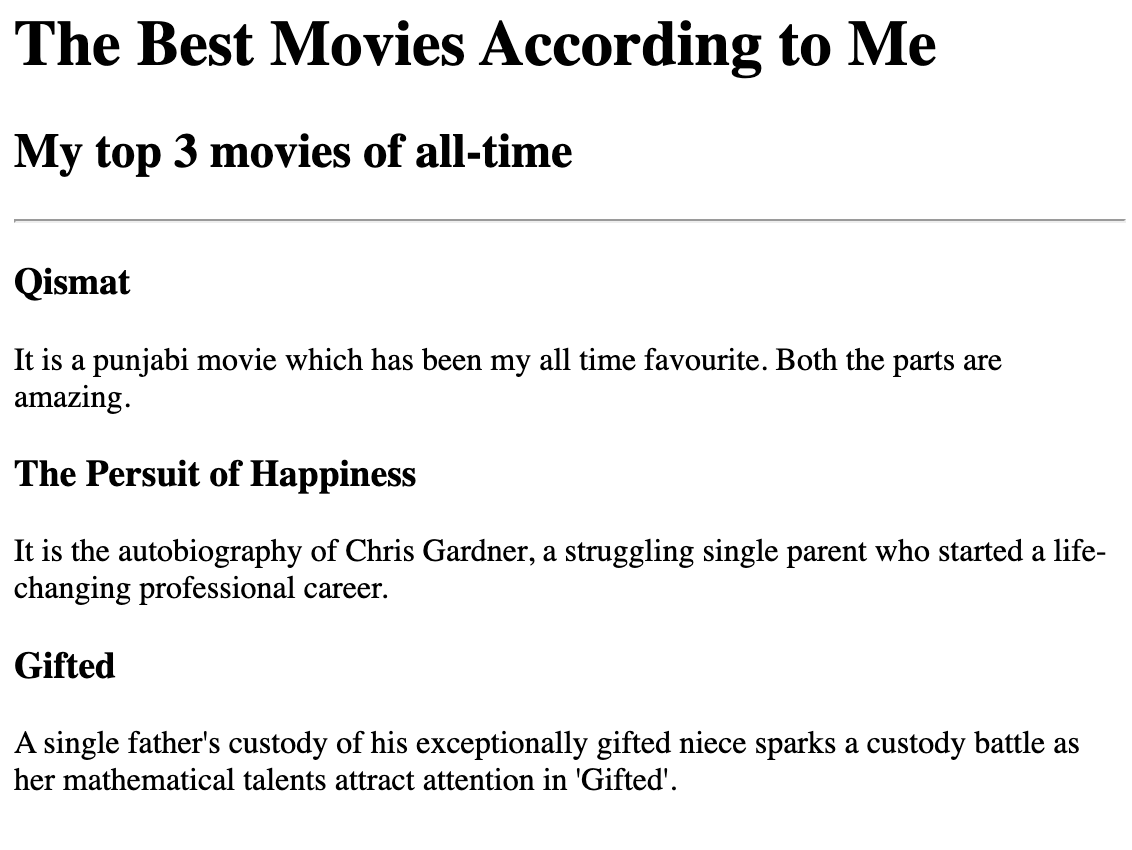 The Best Movies According to Me
My top 3 movies of all-time
Qismat
It is a punjabi movie which has been my all time favourite. Both the parts are
amazing.
The Persuit of Happiness
It is the autobiography of Chris Gardner, a struggling single parent who started a life-
changing professional career.
Gifted
A single father's custody of his exceptionally gifted niece sparks a custody battle as
her mathematical talents attract attention in 'Gifted'.